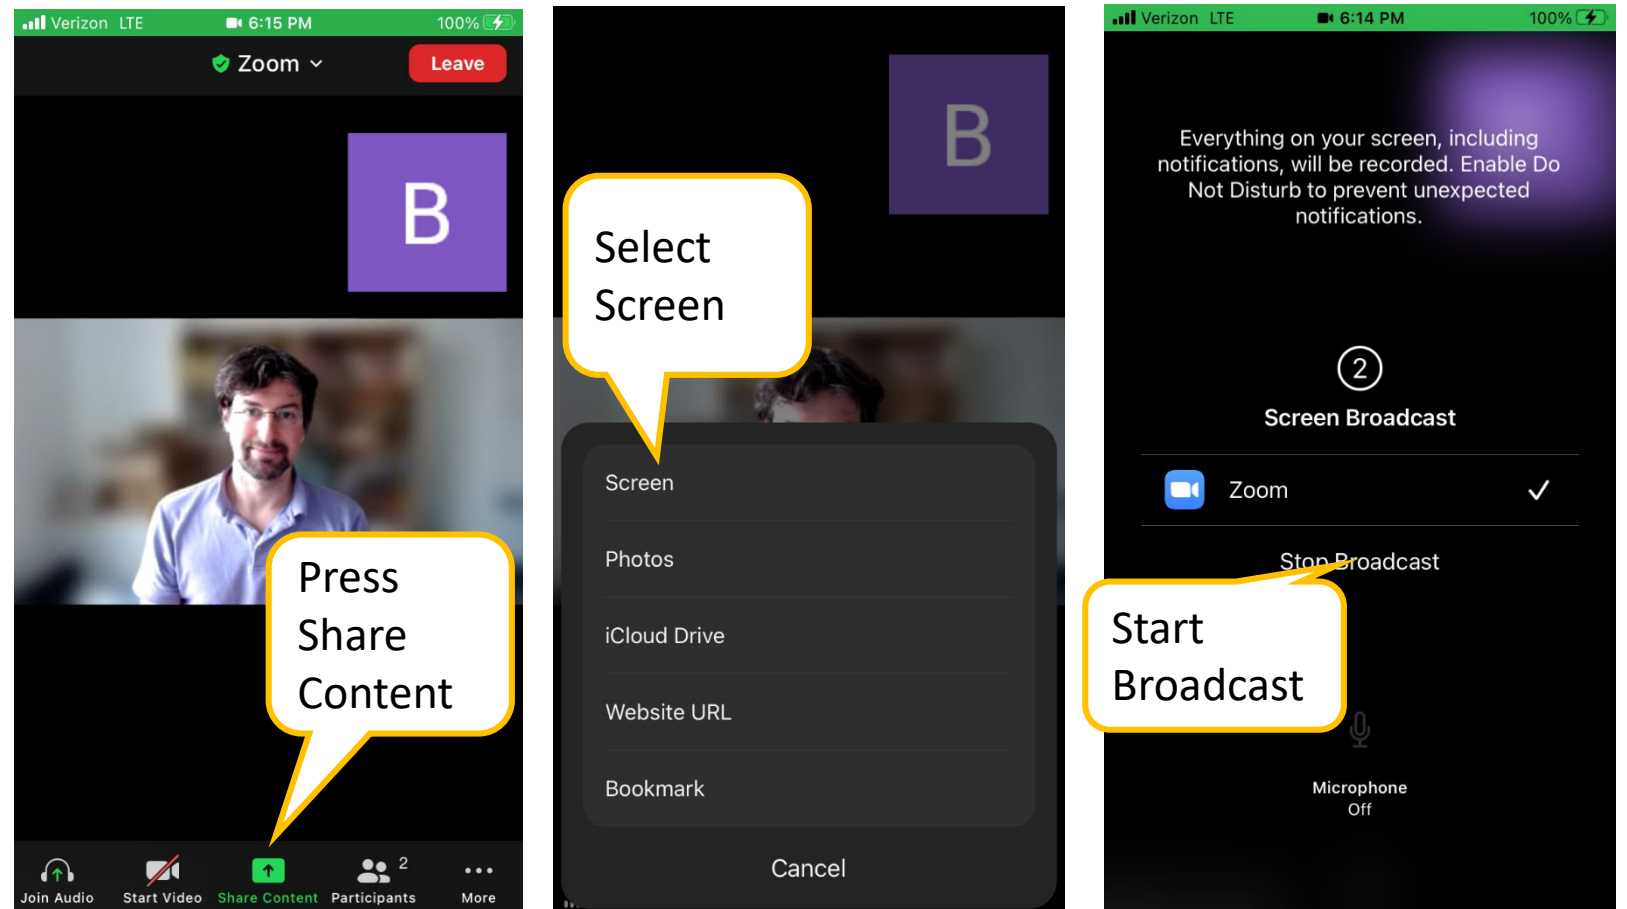 Verizon LTE 6:15 PM 100%
Zoom
Leave
B
Press
Share
Content
Join Audio
Start Video
Share Content
2
Participants
More
B
Select
Screen
Screen
Photos
iCloud Drive
Website URL
Bookmark
Cancel
Verizon LTE 6:14 PM 100%
Everything on your screen, including
notifications, will be recorded. Enable Do
Not Disturb to prevent unexpected
notifications.
2
Screen Broadcast
Zoom
Stop Broadcast
Start
Broadcast
Microphone
Off